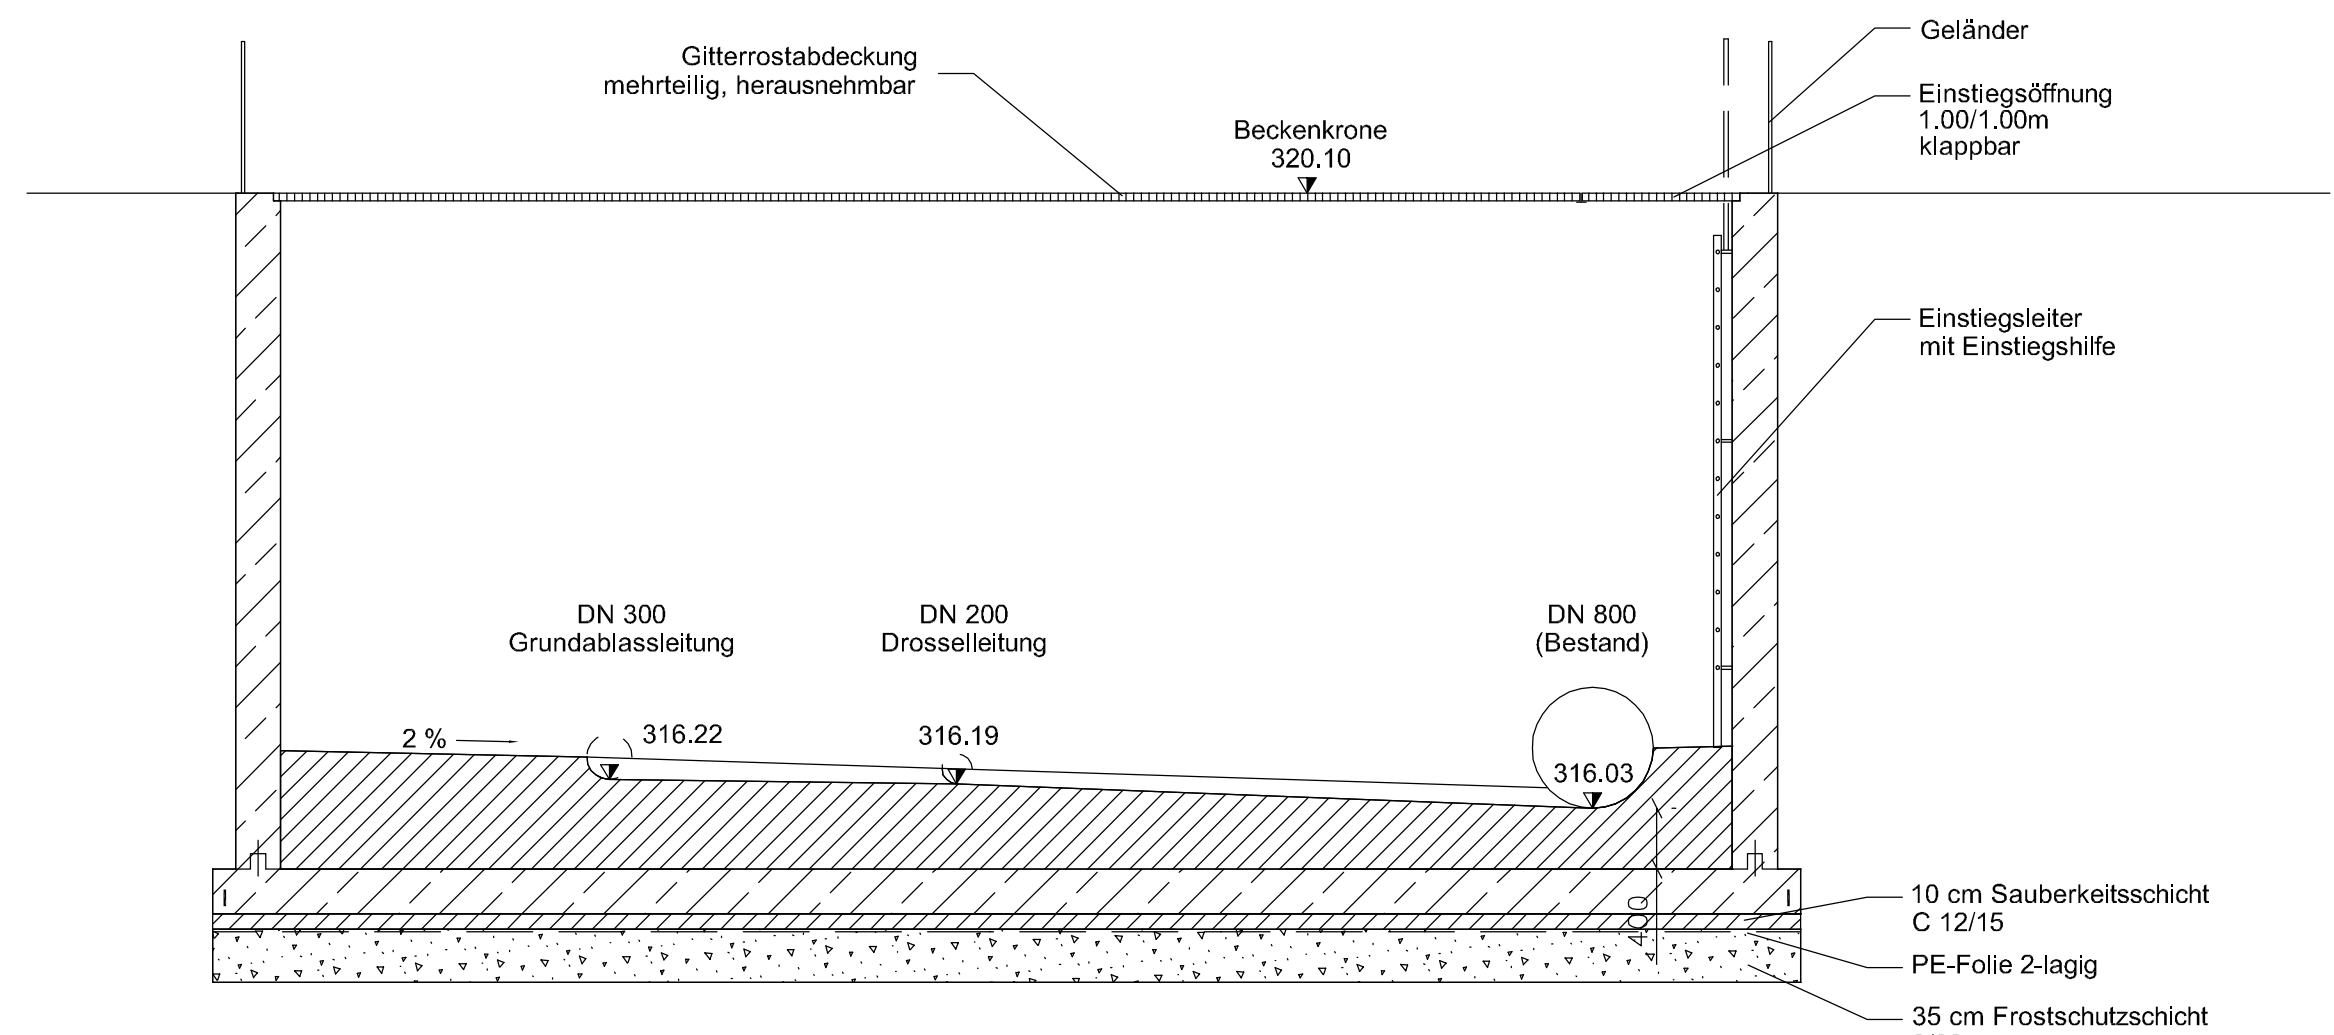 Geländer
Gitterrostabdeckung
mehrteilig, herausnehmbar
Einstiegsöffnung
1.00/1.00m
klappbar
Beckenkrone
320.10
Einstiegsleiter
mit Einstiegshilfe
DN 300
Grundablassleitung
DN 200
Drosselleitung
DN 800
(Bestand)
2 %
316.22
316.19
316.03
10 cm Sauberkeitsschicht
C 12/15
PE-Folie 2-lagig
35 cm Frostschutzschicht